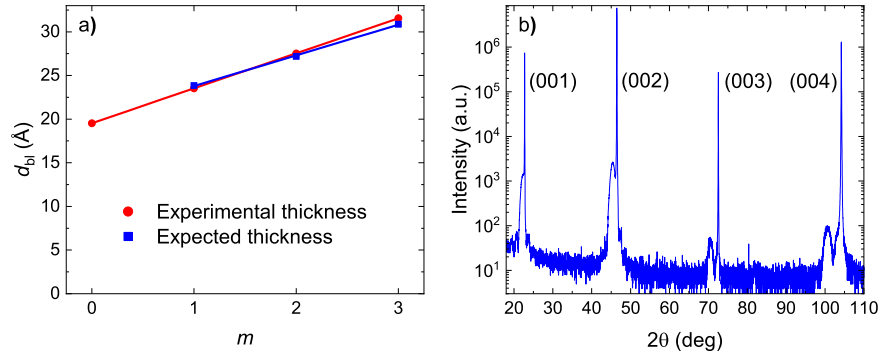 a)
30
25
20
15
10
5
0
d_bl (Å)
Experimental thickness
Expected thickness
0 1 2 3
m
b)
10^6
10^5
10^4
10^3
10^2
10^1
Intensity (a.u.)
(001) (002) (003) (004)
20 30 40 50 60 70 80 90 100 110
2θ (deg)